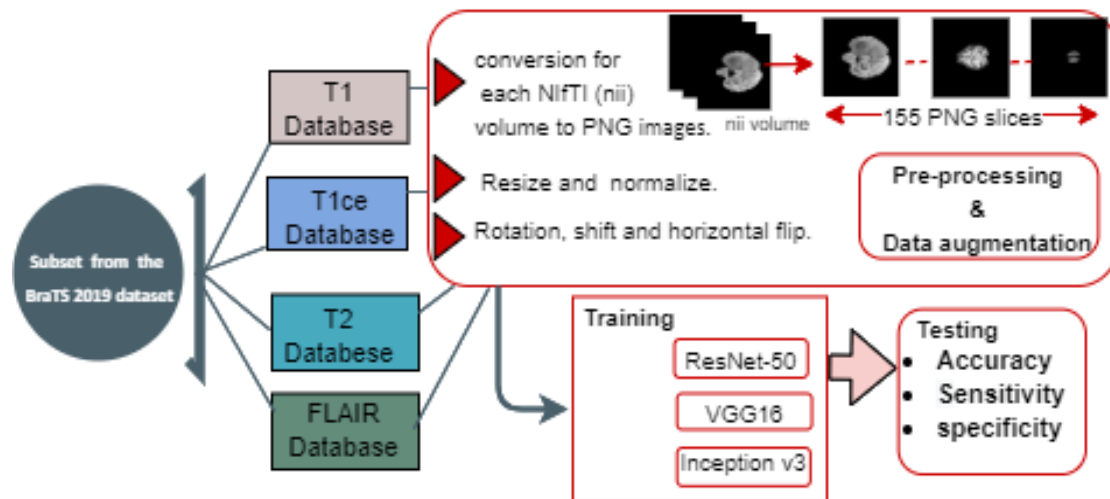 Subset from the
BraTS 2019 dataset
T1
Database
T1ce
Database
T2
Databese
FLAIR
Database
conversion for
each NIfTI (nii)
volume to PNG images.
nii volume
155 PNG slices
Resize and normalize.
Rotation, shift and horizontal flip.
Pre-processing
&
Data augmentation
Training
ResNet-50
VGG16
Inception v3
Testing
• Accuracy
• Sensitivity
• specificity